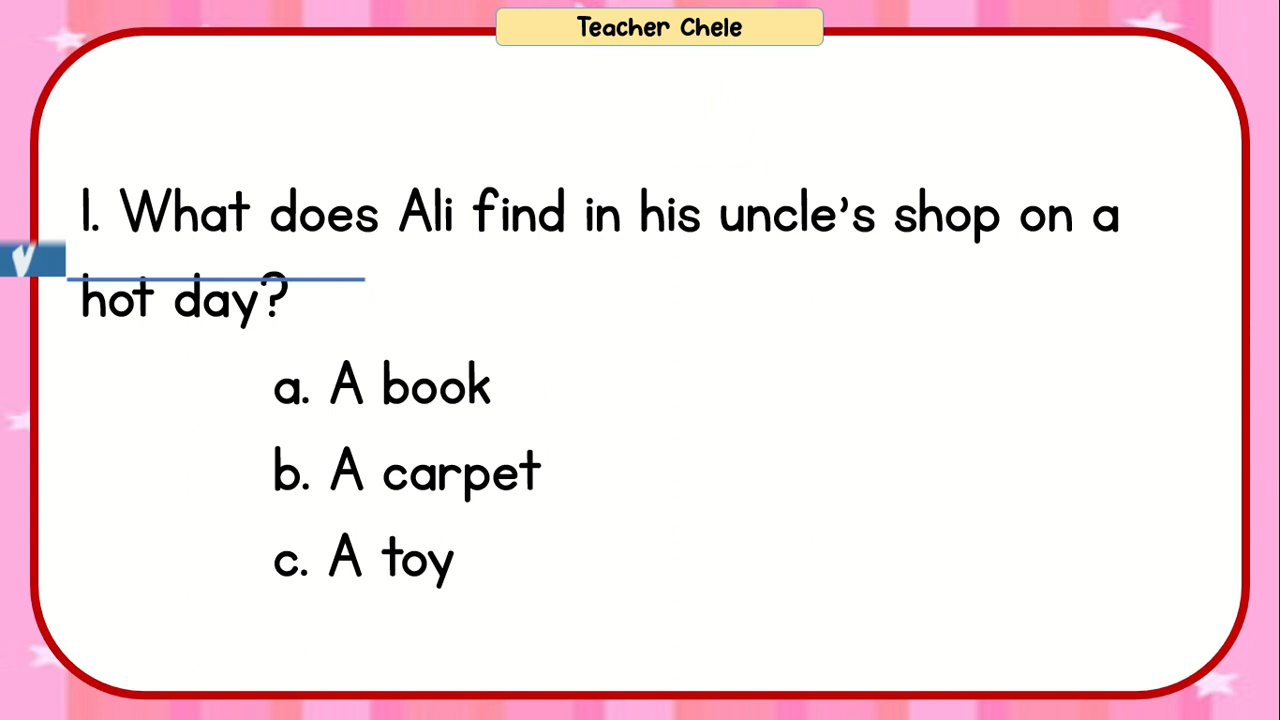 Teacher Chele
1. What does Ali find in his uncle's shop on a
hot day?
a. A book
b. A carpet
c. A toy